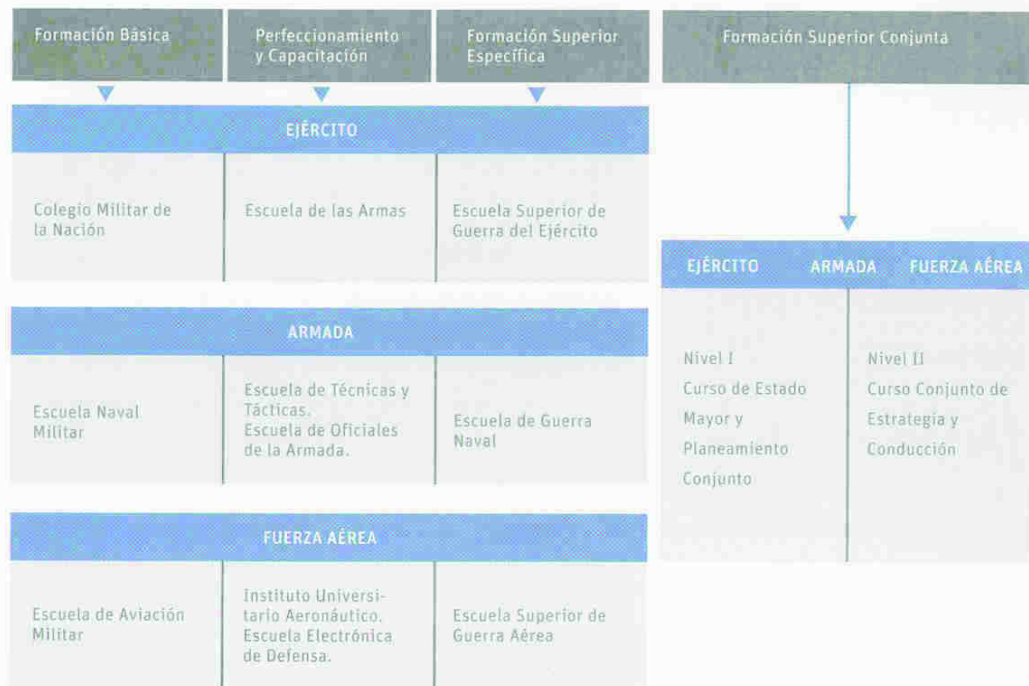 Formación Básica
Perfeccionamiento
y Capacitación
Formación Superior
Específica
Formación Superior Conjunta
EJÉRCITO
Colegio Militar de
la Nación
Escuela de las Armas
Escuela Superior de
Guerra del Ejército
ARMADA
Escuela Naval
Militar
Escuela de Técnicas y
Tácticas.
Escuela de Oficiales
de la Armada.
Escuela de Guerra
Naval
FUERZA AÉREA
Escuela de Aviación
Militar
Instituto Universi-
tario Aeronáutico.
Escuela Electrónica
de Defensa.
Escuela Superior de
Guerra Aérea
EJÉRCITO ARMADA FUERZA AÉREA
Nivel I
Curso de Estado
Mayor y
Planeamiento
Conjunto
Nivel II
Curso Conjunto de
Estrategia y
Conducción